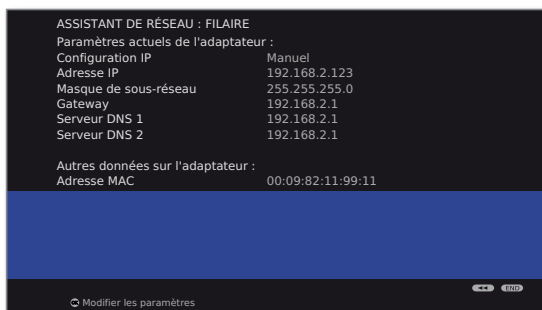 ASSISTANT DE RÉSEAU : FILAIRE
Paramètres actuels de l'adaptateur :
Configuration IP Manuel
Adresse IP 192.168.2.123
Masque de sous-réseau 255.255.255.0
Gateway 192.168.2.1
Serveur DNS 1 192.168.2.1
Serveur DNS 2 192.168.2.1
Autres données sur l'adaptateur :
Adresse MAC 00:09:82:11:99:11
END
OK Modifier les paramètres